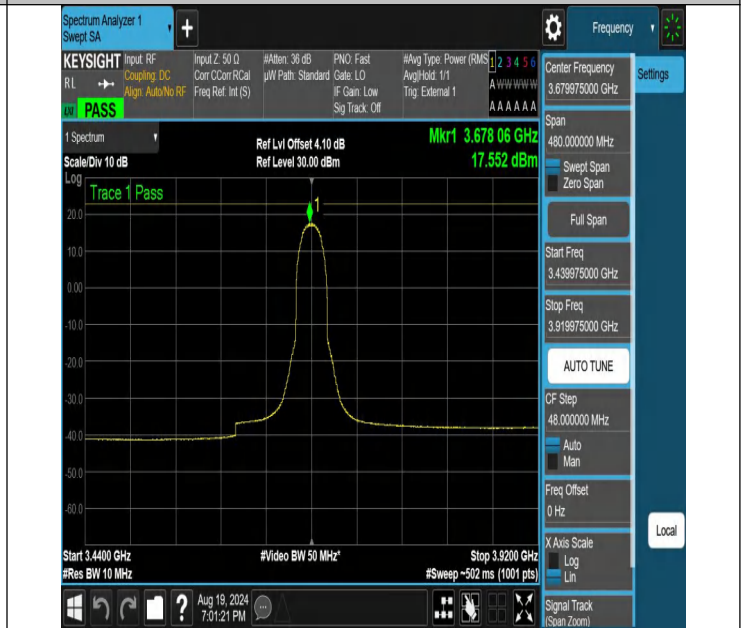 Spectrum Analyzer 1
Swept SA
+
Frequency
KEYSIGHT
RL
PASS
Input: RF
Coupling: DC
Align: Auto/No RF
Input Z: 50 Ω
Corr CCorr RCal
Freq Ref: Int (S)
#Atten: 36 dB
µW Path: Standard
PNO: Fast
Gate: LO
IF Gain: Low
Sig Track: Off
#Avg Type: Power (RMS
Avg|Hold: 1/1
Trig: External 1
1 2 3 4 5 6
A W W W W W
A A A A A A
1 Spectrum
Scale/Div 10 dB
Log
Ref Lvl Offset 4.10 dB
Ref Level 30.00 dBm
Mkr1 3.678 06 GHz
17.552 dBm
Trace 1 Pass
1
20.0
10.0
0.00
-10.0
-20.0
-30.0
-40.0
-50.0
-60.0
Start 3.4400 GHz
#Res BW 10 MHz
#Video BW 50 MHz*
Stop 3.9200 GHz
#Sweep ~502 ms (1001 pts)
Center Frequency
3.679975000 GHz
Settings
Span
480.000000 MHz
Swept Span
Zero Span
Full Span
Start Freq
3.439975000 GHz
Stop Freq
3.919975000 GHz
AUTO TUNE
CF Step
48.000000 MHz
Auto
Man
Freq Offset
0 Hz
X Axis Scale
Log
Lin
Local
Signal Track
(Span Zoom)
?
Aug 19, 2024
7:01:21 PM